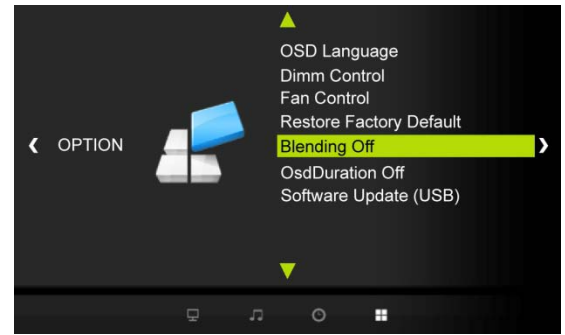 OSD Language
Dimm Control
Fan Control
Restore Factory Default
OPTION
Blending Off
OsdDuration Off
Software Update (USB)